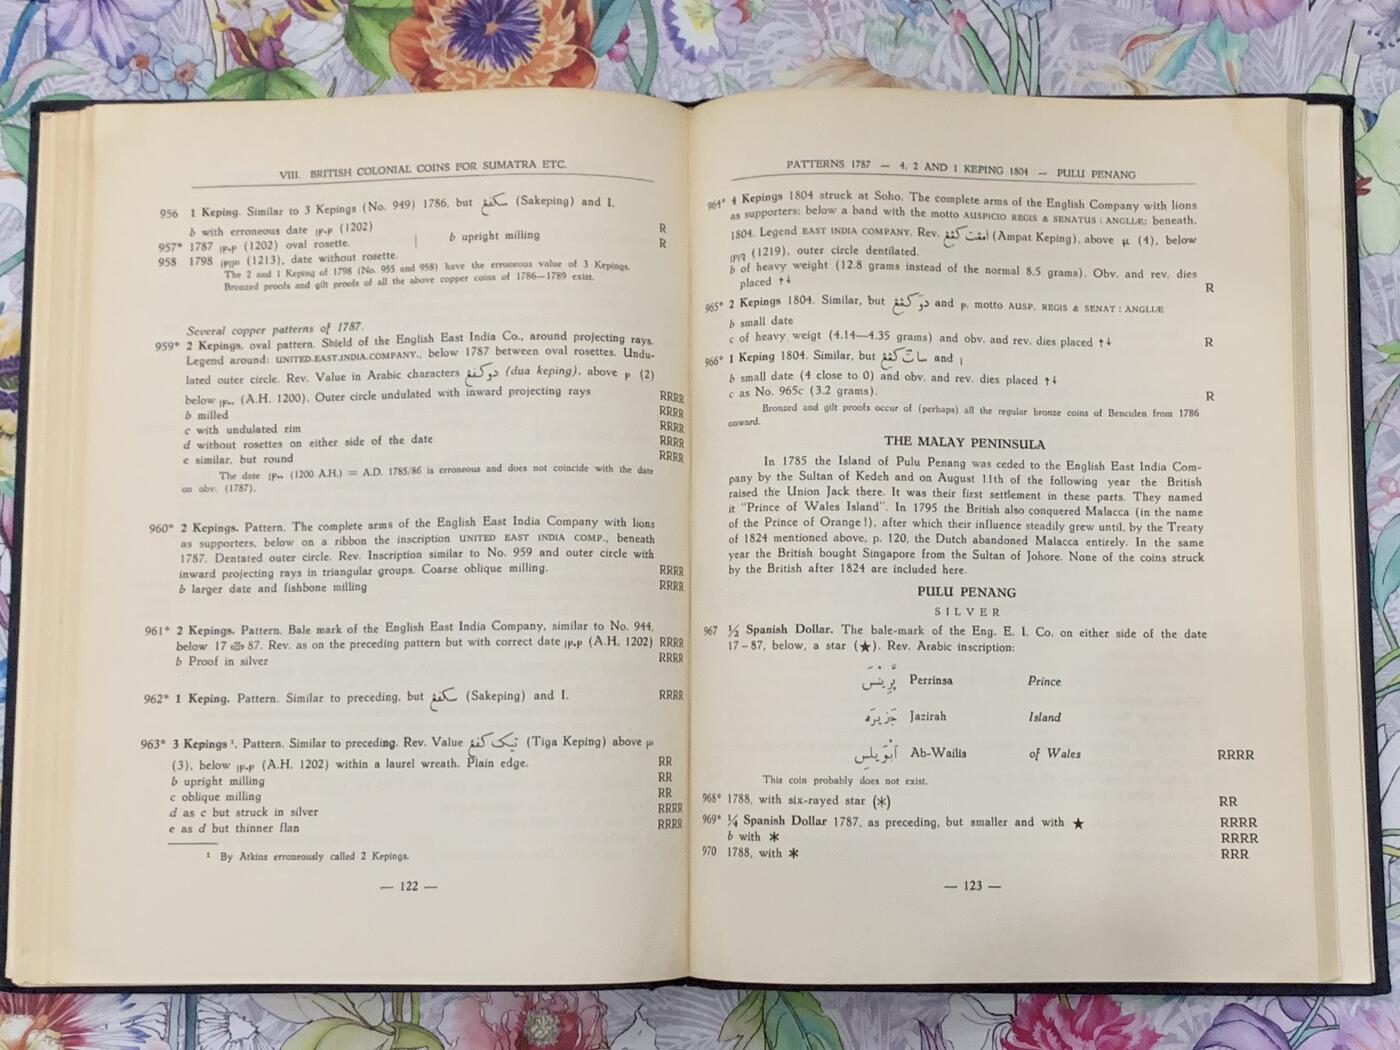 VIII. BRITISH COLONIAL COINS FOR SUMATRA ETC.
956 1 Keping. Similar to 3 Kepings (No. 949) 1786, but سكفڠ (Sakeping) and I.
b with erroneous date ١٢٠٢ (1202) R
957* 1787 ١٢٠٢ (1202) oval rosette. | b upright milling R
958 1798 ١٢١٣ (1213), date without rosette.
The 2 and 1 Keping of 1798 (No. 955 and 958) have the erroneous value of 3 Kepings.
Bronzed proofs and gilt proofs of all the above copper coins of 1786—1789 exist.
Several copper patterns of 1787.
959* 2 Kepings, oval pattern. Shield of the English East India Co., around projecting rays.
Legend around: UNITED.EAST.INDIA.COMPANY., below 1787 between oval rosettes. Undu-
lated outer circle. Rev. Value in Arabic characters دوكفڠ (dua keping), above ٢ (2)
below ١٢٠٠ (A.H. 1200). Outer circle undulated with inward projecting rays RRRR
b milled RRRR
c with undulated rim RRRR
d without rosettes on either side of the date RRRR
e similar, but round RRRR
The date ١٢٠٠ (1200 A.H.) = A.D. 1785/86 is erroneous and does not coincide with the date
on obv. (1787).
960* 2 Kepings. Pattern. The complete arms of the English East India Company with lions
as supporters, below on a ribbon the inscription UNITED EAST INDIA COMP., beneath
1787. Dentated outer circle. Rev. Inscription similar to No. 959 and outer circle with
inward projecting rays in triangular groups. Coarse oblique milling. RRRR
b larger date and fishbone milling RRRR
961* 2 Kepings. Pattern. Bale mark of the English East India Company, similar to No. 944,
below 17 87. Rev. as on the preceding pattern but with correct date ١٢٠٢ (A.H. 1202) RRRR
b Proof in silver RRRR
962* 1 Keping. Pattern. Similar to preceding, but سكفڠ (Sakeping) and I. RRRR
963* 3 Kepings ¹. Pattern. Similar to preceding. Rev. Value تيک كفڠ (Tiga Keping) above ٣
(3), below ١٢٠٢ (A.H. 1202) within a laurel wreath. Plain edge. RR
b upright milling RR
c oblique milling RR
d as c but struck in silver RRRR
e as d but thinner flan RRRR
¹ By Atkins erroneously called 2 Kepings.
— 122 —
PATTERNS 1787 — 4, 2 AND 1 KEPING 1804 — PULU PENANG
964* 4 Kepings 1804 struck at Soho. The complete arms of the English Company with lions
as supporters; below a band with the motto AUSPICIO REGIS & SENATUS : ANGLIÆ; beneath,
1804. Legend EAST INDIA COMPANY. Rev. امفت كفڠ (Ampat Keping), above ۴ (4), below
١٢١٩ (1219), outer circle dentilated.
b of heavy weight (12.8 grams instead of the normal 8.5 grams). Obv. and rev. dies
placed ↑↓ R
965* 2 Kepings 1804. Similar, but دو كفڠ and ٢, motto AUSP. REGIS & SENAT : ANGLIÆ
b small date
c of heavy weigt (4.14—4.35 grams) and obv. and rev. dies placed ↑↓ R
966* 1 Keping 1804. Similar, but سات كفڠ and ١
b small date (4 close to 0) and obv. and rev. dies placed ↑↓
c as No. 965c (3.2 grams). R
Bronzed and gilt proofs occur of (perhaps) all the regular bronze coins of Benculen from 1786
onward.
THE MALAY PENINSULA
In 1785 the Island of Pulu Penang was ceded to the English East India Com-
pany by the Sultan of Kedeh and on August 11th of the following year the British
raised the Union Jack there. It was their first settlement in these parts. They named
it "Prince of Wales Island". In 1795 the British also conquered Malacca (in the name
of the Prince of Orange!), after which their influence steadily grew until, by the Treaty
of 1824 mentioned above, p. 120, the Dutch abandoned Malacca entirely. In the same
year the British bought Singapore from the Sultan of Johore. None of the coins struck
by the British after 1824 are included here.
PULU PENANG
SILVER
967 ½ Spanish Dollar. The bale-mark of the Eng. E. I. Co. on either side of the date
17 – 87, below, a star (★). Rev. Arabic inscription:
پرينس Perrinsa Prince
جزيره Jazirah Island
ابويلس Ab-Wailis of Wales RRRR
This coin probably does not exist.
968* 1788, with six-rayed star (✳) RR
969* ¼ Spanish Dollar 1787, as preceding, but smaller and with ★ RRRR
b with ✳ RRRR
970 1788, with ✳ RRR
— 123 —